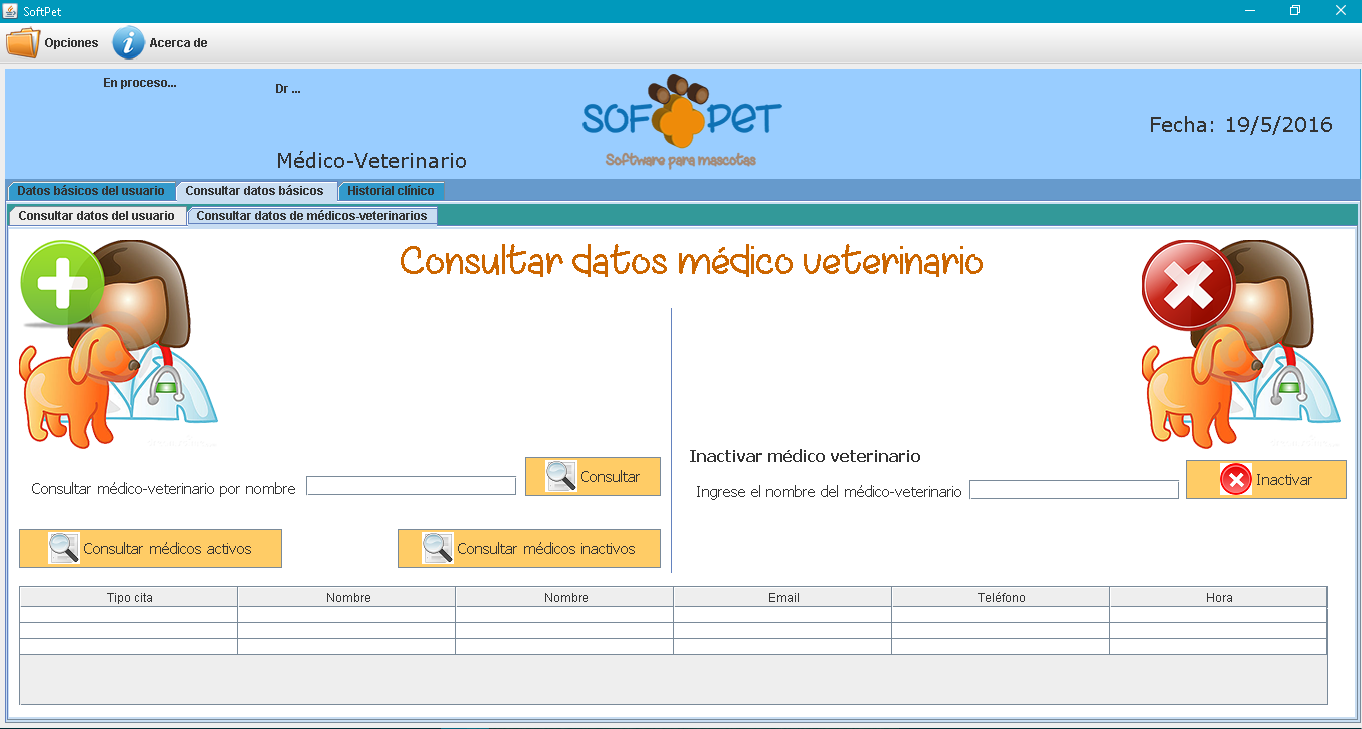 SoftPet
Opciones Acerca de
En proceso...
Dr ...
SOFTPET
Software para mascotas
Fecha: 19/5/2016
Médico-Veterinario
Datos básicos del usuario Consultar datos básicos Historial clínico
Consultar datos del usuario Consultar datos de médicos-veterinarios
Consultar datos médico veterinario
Consultar médico-veterinario por nombre Consultar
Consultar médicos activos Consultar médicos inactivos
Inactivar médico veterinario
Ingrese el nombre del médico-veterinario Inactivar
Tipo cita Nombre Nombre Email Teléfono Hora